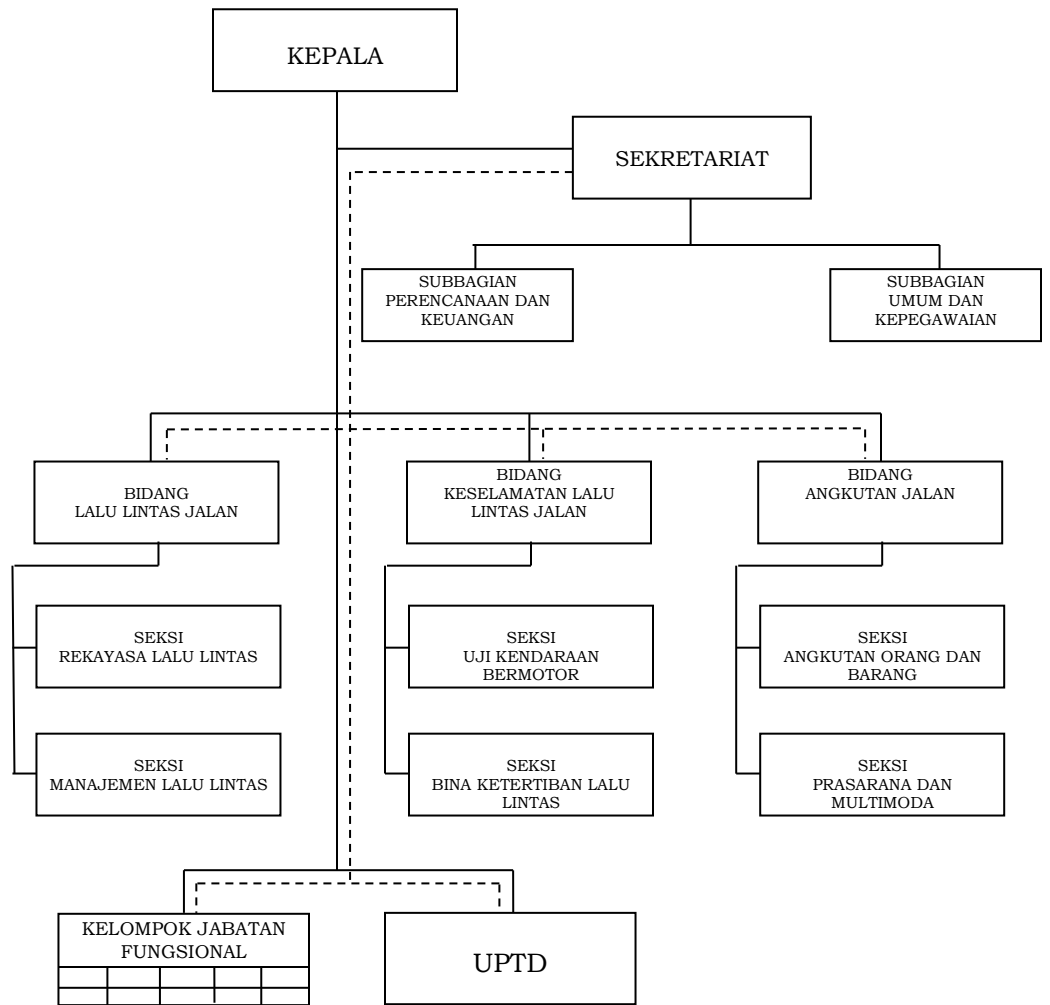 KEPALA
SEKRETARIAT
SUBBAGIAN
PERENCANAAN DAN
KEUANGAN
SUBBAGIAN
UMUM DAN
KEPEGAWAIAN
BIDANG
LALU LINTAS JALAN
BIDANG
KESELAMATAN LALU
LINTAS JALAN
BIDANG
ANGKUTAN JALAN
SEKSI
REKAYASA LALU LINTAS
SEKSI
UJI KENDARAAN
BERMOTOR
SEKSI
ANGKUTAN ORANG DAN
BARANG
SEKSI
MANAJEMEN LALU LINTAS
SEKSI
BINA KETERTIBAN LALU
LINTAS
SEKSI
PRASARANA DAN
MULTIMODA
KELOMPOK JABATAN
FUNGSIONAL
UPTD